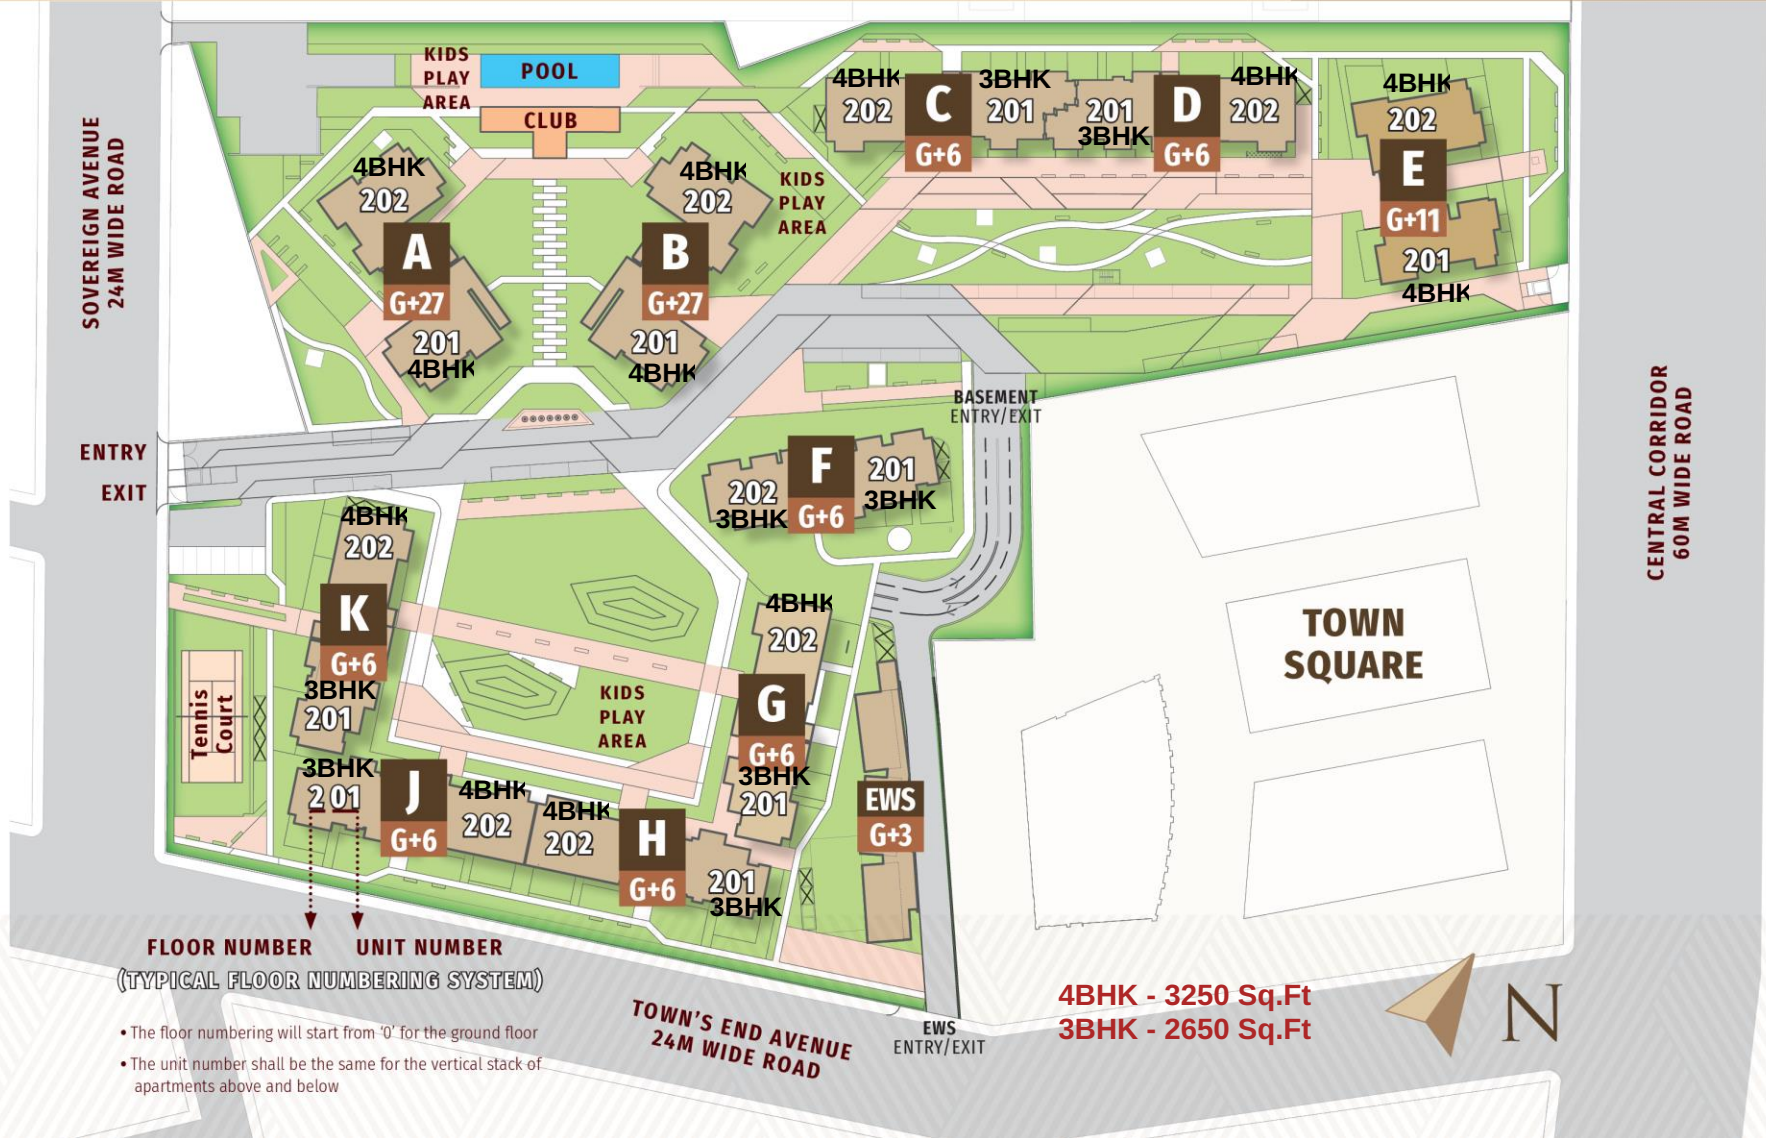 KIDS
PLAY
AREA
POOL
CLUB
4BHK
202
C
G+6
3BHK
201
201
3BHK
D
G+6
4BHK
202
4BHK
202
E
G+11
201
4BHK
SOVEREIGN AVENUE
24M WIDE ROAD
4BHK
202
A
G+27
201
4BHK
4BHK
202
B
G+27
201
4BHK
KIDS
PLAY
AREA
BASEMENT
ENTRY/EXIT
CENTRAL CORRIDOR
60M WIDE ROAD
ENTRY
EXIT
202
3BHK
F
G+6
201
3BHK
4BHK
202
K
G+6
3BHK
201
4BHK
202
G
G+6
3BHK
201
TOWN
SQUARE
Tennis
Court
KIDS
PLAY
AREA
3BHK
2 01
J
G+6
4BHK
202
4BHK
202
H
G+6
201
3BHK
EWS
G+3
FLOOR NUMBER
UNIT NUMBER
(TYPICAL FLOOR NUMBERING SYSTEM)
• The floor numbering will start from '0' for the ground floor
• The unit number shall be the same for the vertical stack of
apartments above and below
TOWN'S END AVENUE
24M WIDE ROAD
EWS
ENTRY/EXIT
4BHK - 3250 Sq.Ft
3BHK - 2650 Sq.Ft
N